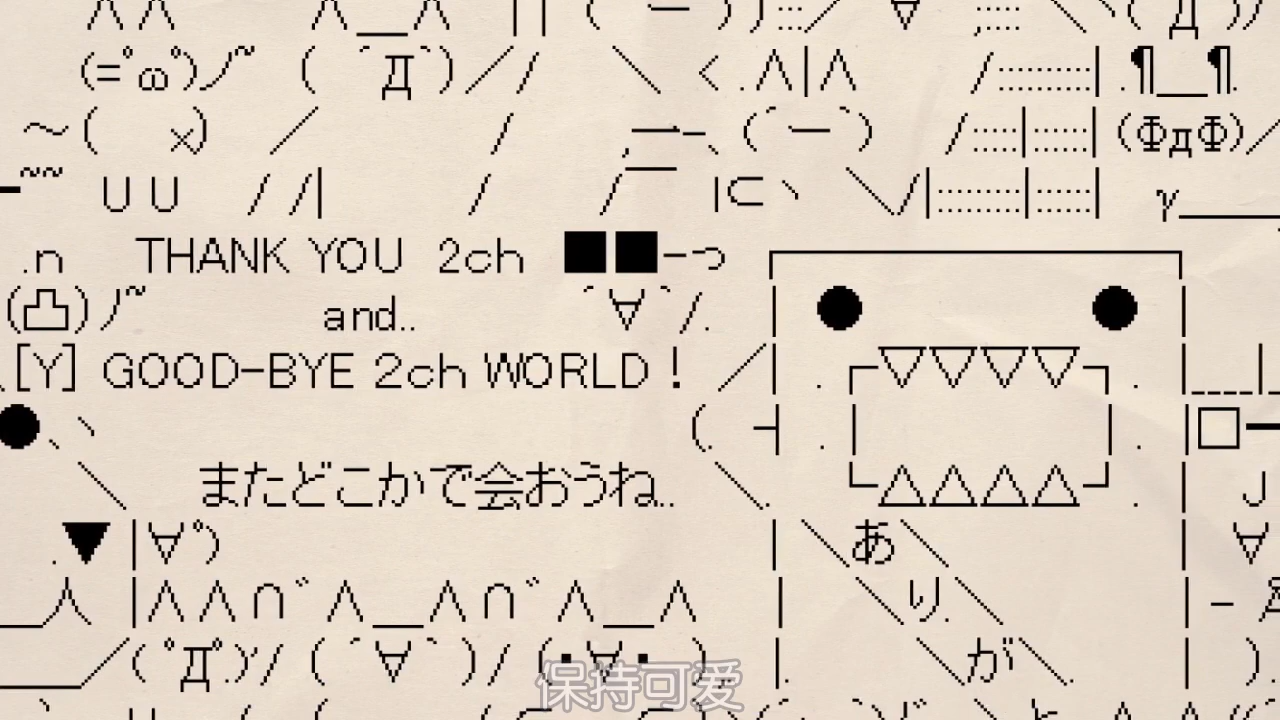 THANK YOU 2ch
and..
GOOD-BYE 2ch WORLD！
またどこかで会おうね..
あ
り
が
保持可爱